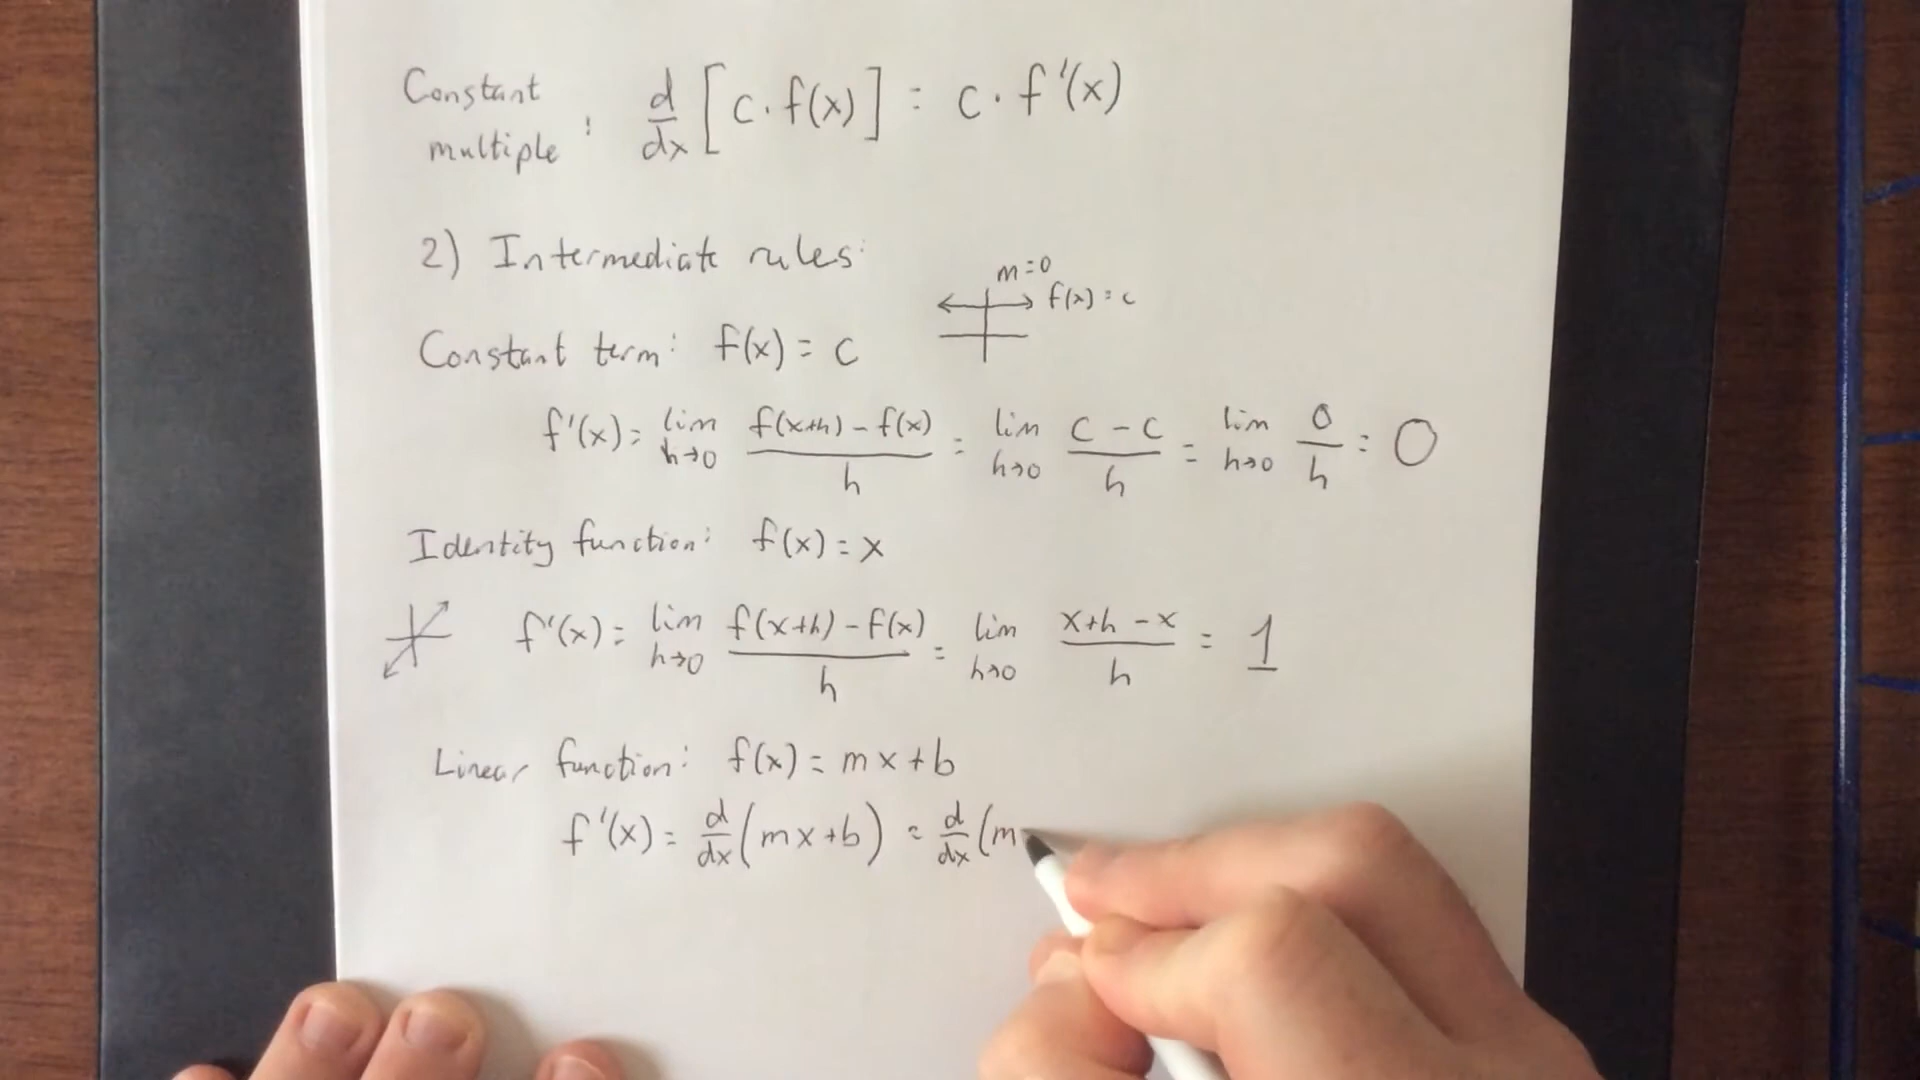 Constant
multiple : d/dx [c · f(x)] = c · f'(x)
2) Intermediate rules:
m=0
f(x) = c
Constant term: f(x) = c
f'(x) = lim h→0 (f(x+h) - f(x))/h = lim h→0 (c - c)/h = lim h→0 0/h = 0
Identity function: f(x) = x
f'(x) = lim h→0 (f(x+h) - f(x))/h = lim h→0 (x+h - x)/h = 1
Linear function: f(x) = mx+b
f'(x) = d/dx (mx+b) = d/dx (m